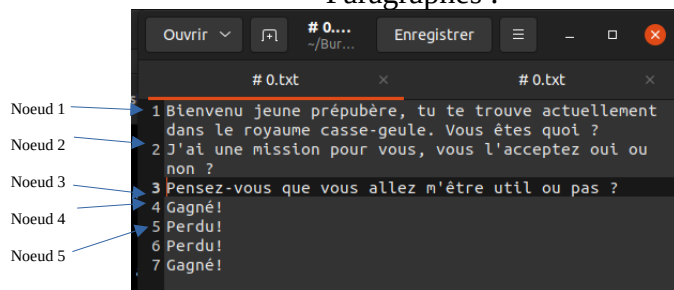 Paragraphes :
Ouvrir # 0.... Enregistrer
~/Bur...
# 0.txt × # 0.txt ×
Noeud 1
Noeud 2
Noeud 3
Noeud 4
Noeud 5
1 Bienvenu jeune prépubère, tu te trouve actuellement
dans le royaume casse-geule. Vous êtes quoi ?
2 J'ai une mission pour vous, vous l'acceptez oui ou
non ?
3 Pensez-vous que vous allez m'être util ou pas ?
4 Gagné!
5 Perdu!
6 Perdu!
7 Gagné!